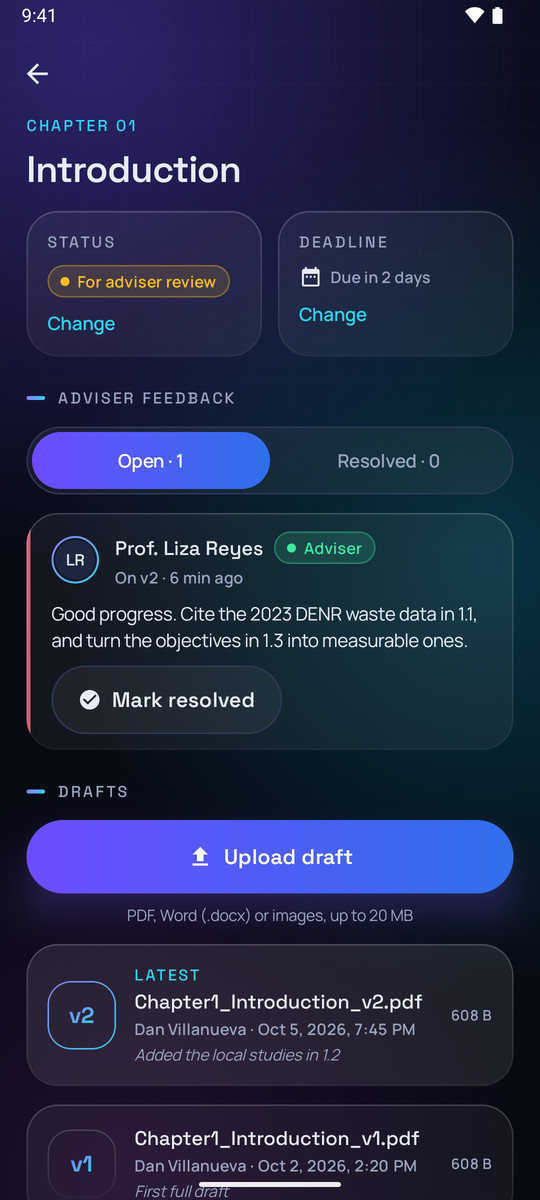 9:41
CHAPTER 01
Introduction
STATUS
For adviser review
Change
DEADLINE
Due in 2 days
Change
ADVISER FEEDBACK
Open · 1
Resolved · 0
LR
Prof. Liza Reyes
Adviser
On v2 · 6 min ago
Good progress. Cite the 2023 DENR waste data in 1.1,
and turn the objectives in 1.3 into measurable ones.
Mark resolved
DRAFTS
Upload draft
PDF, Word (.docx) or images, up to 20 MB
v2
LATEST
Chapter1_Introduction_v2.pdf
Dan Villanueva · Oct 5, 2026, 7:45 PM
Added the local studies in 1.2
608 B
v1
Chapter1_Introduction_v1.pdf
Dan Villanueva · Oct 2, 2026, 2:20 PM
First full draft
608 B